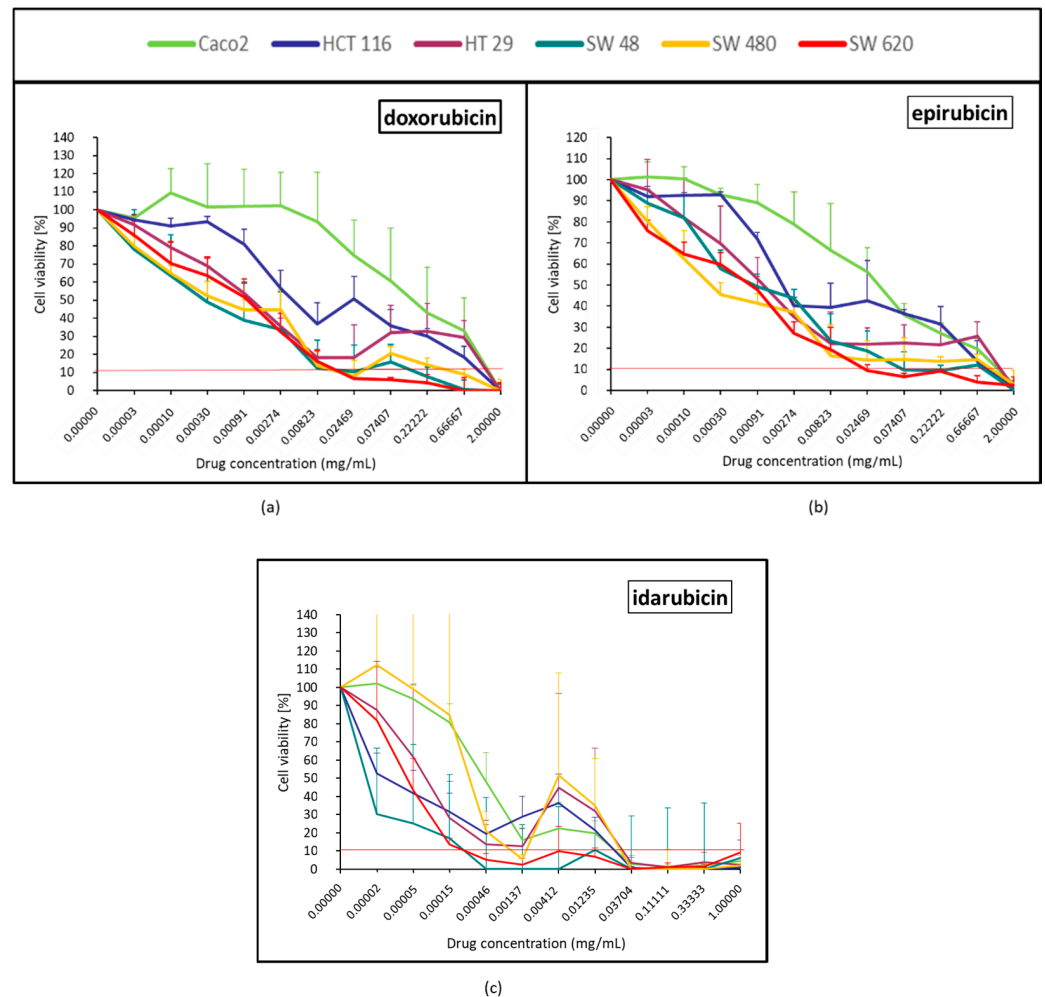 Caco2 HCT 116 HT 29 SW 48 SW 480 SW 620
doxorubicin
Cell viability [%]
140
130
120
110
100
90
80
70
60
50
40
30
20
10
0
0.00000 0.00003 0.00010 0.00030 0.00091 0.00274 0.00823 0.02469 0.07407 0.22222 0.66667 2.00000
Drug concentration (mg/mL)
(a)
epirubicin
Cell viability [%]
120
110
100
90
80
70
60
50
40
30
20
10
0
0.00000 0.00003 0.00010 0.00030 0.00091 0.00274 0.00823 0.02469 0.07407 0.22222 0.66667 2.00000
Drug concentration (mg/mL)
(b)
idarubicin
Cell viability [%]
140
130
120
110
100
90
80
70
60
50
40
30
20
10
0
0.00000 0.00002 0.00005 0.00015 0.00046 0.00137 0.00412 0.01235 0.03704 0.11111 0.33333 1.00000
Drug concentration (mg/mL)
(c)